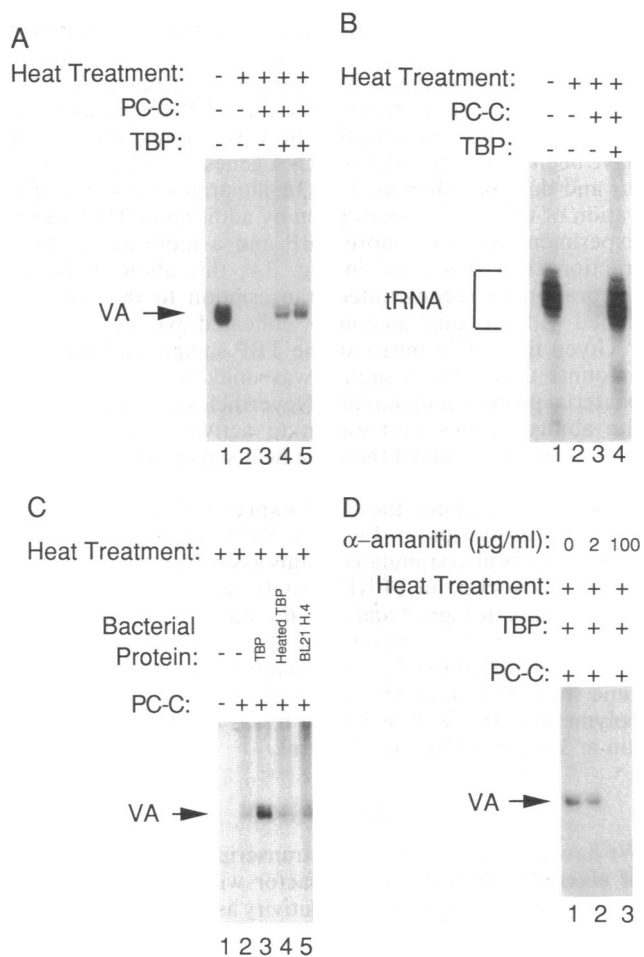 A
Heat Treatment: - + + + +
PC-C: - - + + +
TBP: - - - + +
VA
1 2 3 4 5
B
Heat Treatment: - + + +
PC-C: - - + +
TBP: - - - +
tRNA
1 2 3 4
C
Heat Treatment: + + + + +
Bacterial Protein: - - TBP Heated TBP BL21 H.4
PC-C: - + + + +
VA
1 2 3 4 5
D
α-amanitin (μg/ml): 0 2 100
Heat Treatment: + + +
TBP: + + +
PC-C: + + +
VA
1 2 3